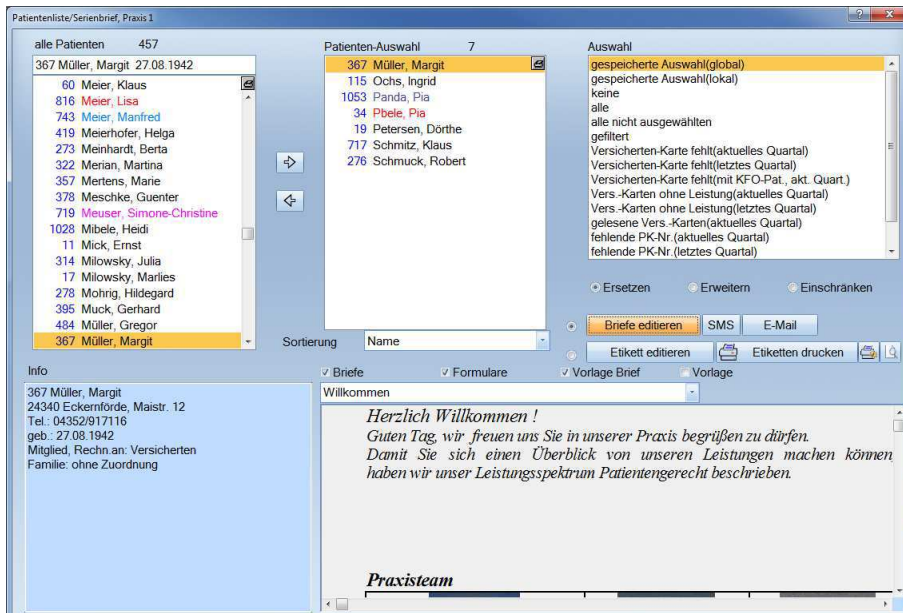 Patientenliste/Serienbrief, Praxis 1
alle Patienten 457
367 Müller, Margit 27.08.1942
60 Meier, Klaus
816 Meier, Lisa
743 Meier, Manfred
419 Meierhofer, Helga
273 Meinhardt, Berta
322 Merian, Martina
357 Mertens, Marie
378 Meschke, Guenter
719 Meuser, Simone-Christine
1028 Mibele, Heidi
11 Mick, Ernst
314 Milowsky, Julia
17 Milowsky, Marlies
278 Mohrig, Hildegard
395 Muck, Gerhard
484 Müller, Gregor
367 Müller, Margit
Patienten-Auswahl 7
367 Müller, Margit
115 Ochs, Ingrid
1053 Panda, Pia
34 Pbele, Pia
19 Petersen, Dörthe
717 Schmitz, Klaus
276 Schmuck, Robert
Sortierung Name
Auswahl
gespeicherte Auswahl(global)
gespeicherte Auswahl(lokal)
keine
alle
alle nicht ausgewählten
gefiltert
Versicherten-Karte fehlt(aktuelles Quartal)
Versicherten-Karte fehlt(letztes Quartal)
Versicherten-Karte fehlt(mit KFO-Pat., akt. Quart.)
Vers.-Karten ohne Leistung(aktuelles Quartal)
Vers.-Karten ohne Leistung(letztes Quartal)
gelesene Vers.-Karten(aktuelles Quartal)
fehlende PK-Nr.(aktuelles Quartal)
fehlende PK-Nr.(letztes Quartal)
Ersetzen Erweitern Einschränken
Briefe editieren SMS E-Mail
Etikett editieren Etiketten drucken
Info
367 Müller, Margit
24340 Eckernförde, Maistr. 12
Tel.: 04352/917116
geb.: 27.08.1942
Mitglied, Rechn.an: Versicherten
Familie: ohne Zuordnung
Briefe Formulare Vorlage Brief Vorlage
Willkommen
Herzlich Willkommen !
Guten Tag, wir freuen uns Sie in unserer Praxis begrüßen zu dürfen.
Damit Sie sich einen Überblick von unseren Leistungen machen können,
haben wir unser Leistungsspektrum Patientengerecht beschrieben.
Praxisteam